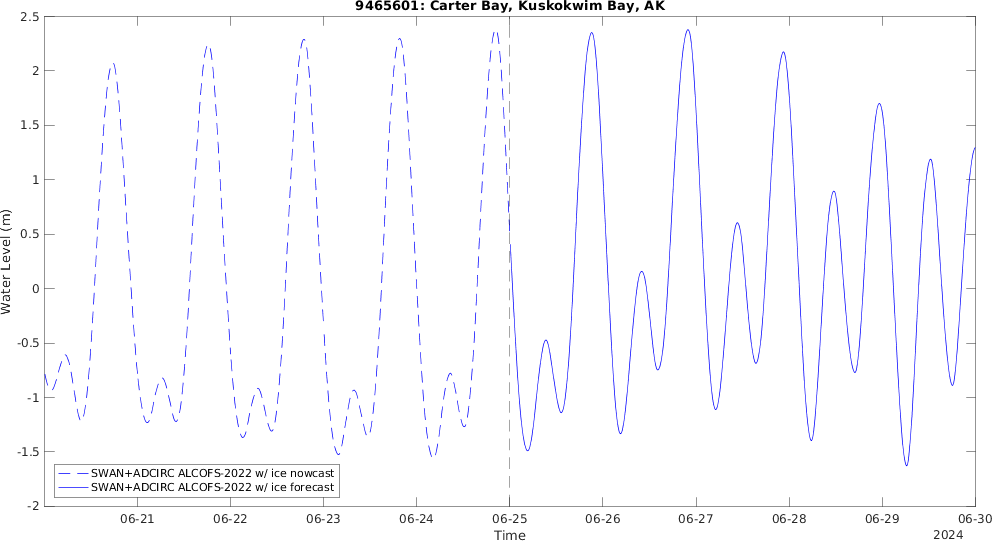 9465601: Carter Bay, Kuskokwim Bay, AK
2.5
2
1.5
1
0.5
0
-0.5
-1
-1.5
-2
Water Level (m)
SWAN+ADCIRC ALCOFS-2022 w/ ice nowcast
SWAN+ADCIRC ALCOFS-2022 w/ ice forecast
06-21 06-22 06-23 06-24 06-25 06-26 06-27 06-28 06-29 06-30
Time
2024